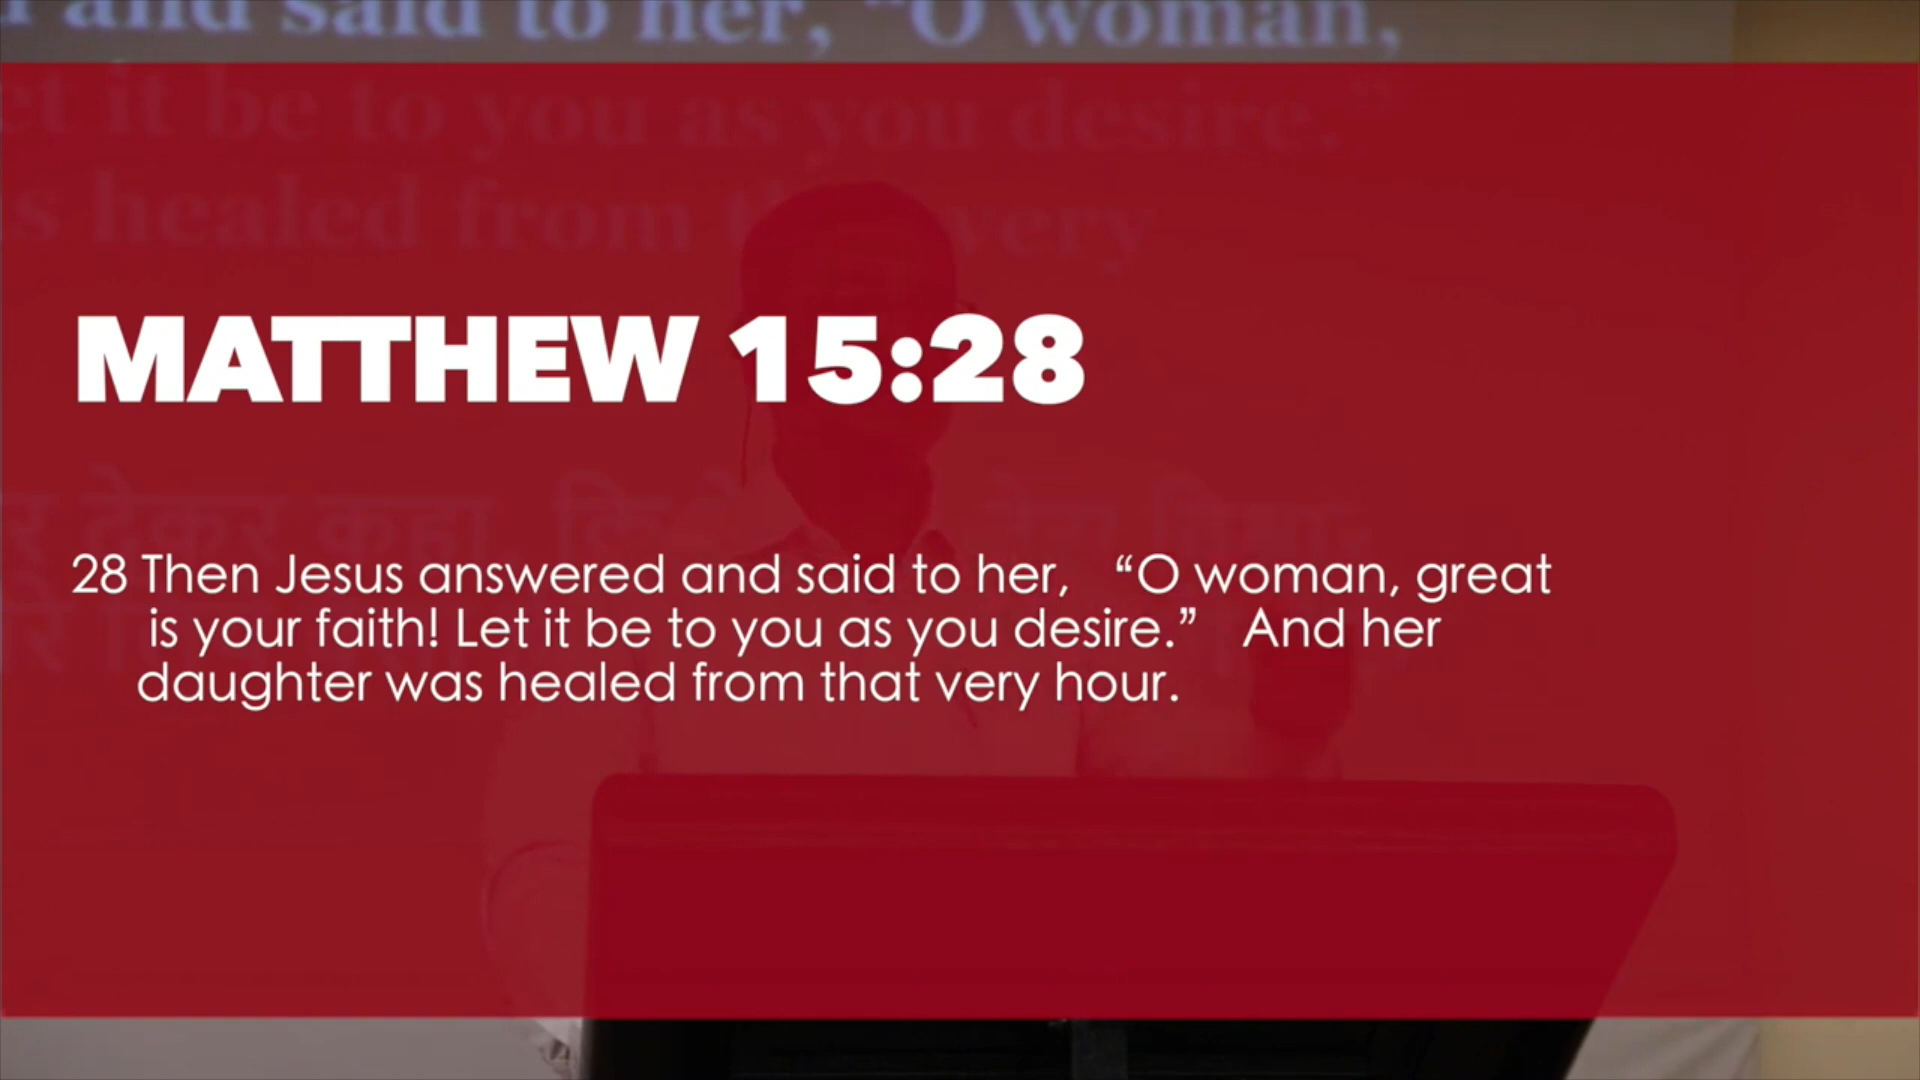 and said to her, “O woman,
et it be to you as you desire.”
s healed from very
MATTHEW 15:28
देकर कहा
28 Then Jesus answered and said to her, “O woman, great
is your faith! Let it be to you as you desire.” And her
daughter was healed from that very hour.